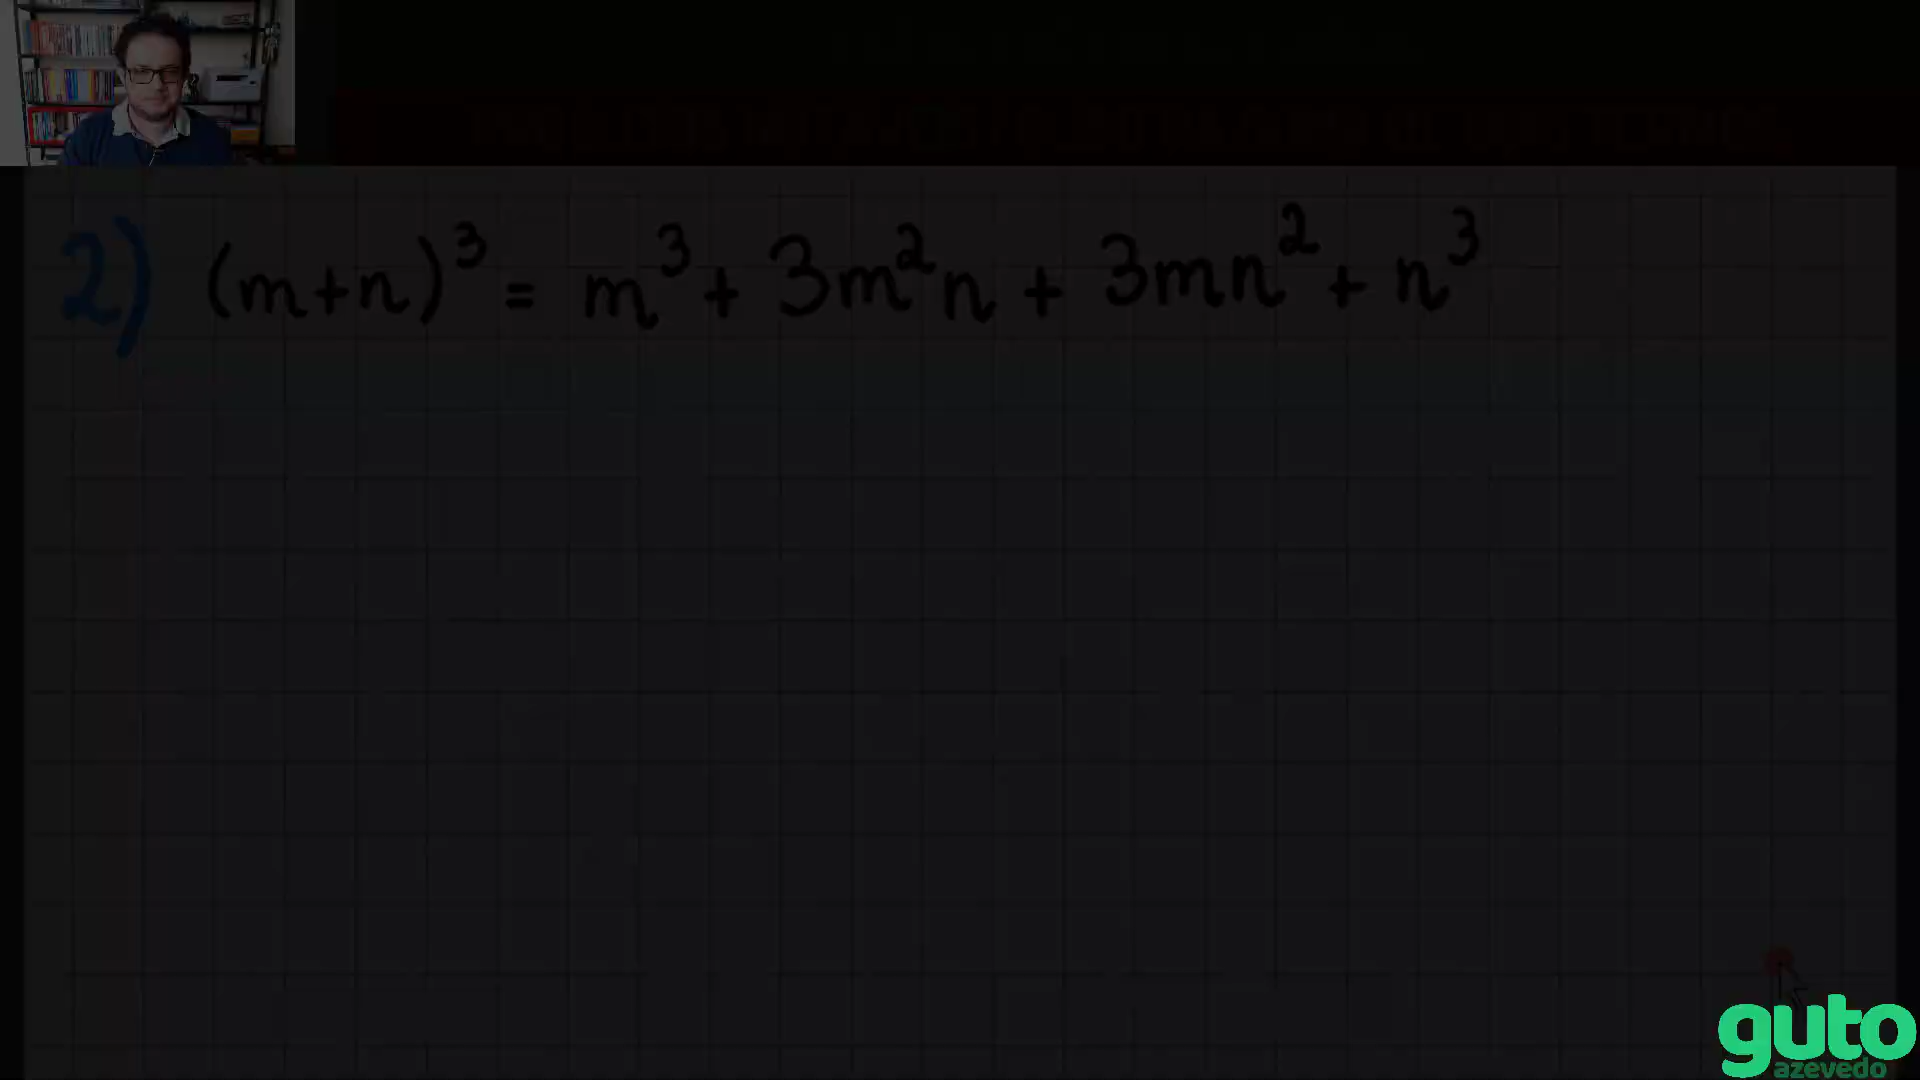 2) (m+n)³ = m³ + 3m²n + 3mn² + n³
guto
azevedo